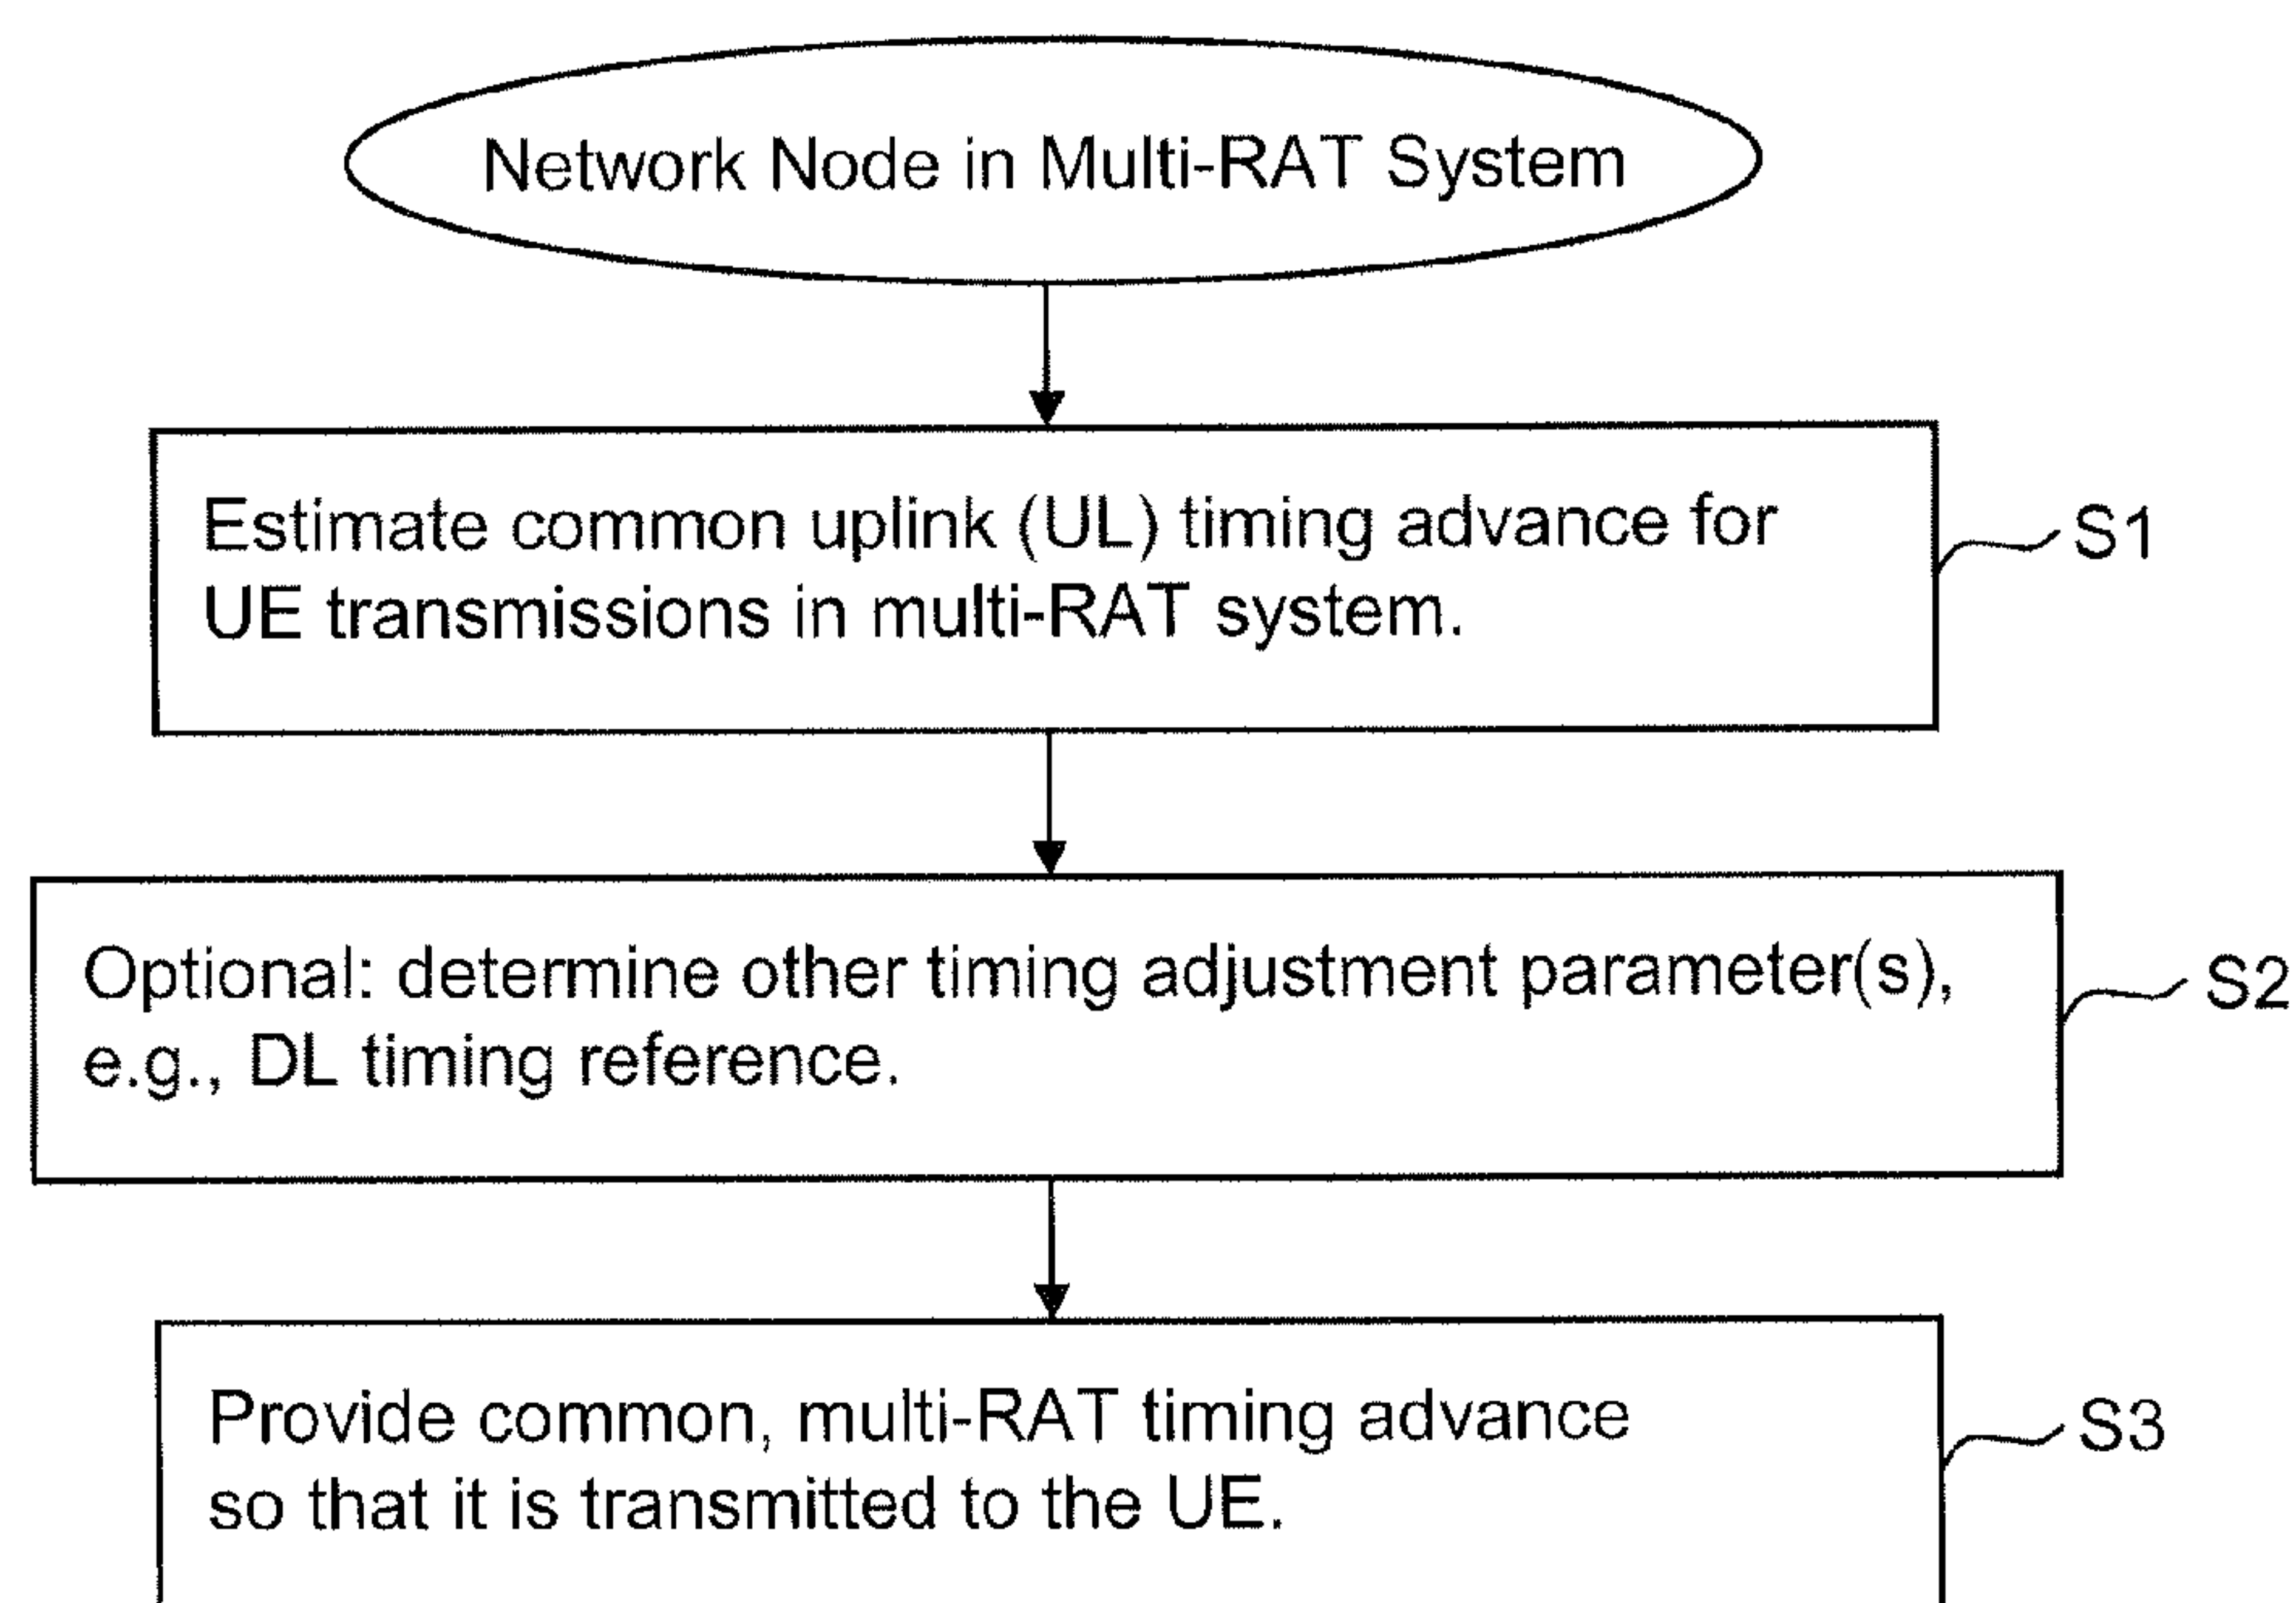 Network Node in Multi-RAT System
Estimate common uplink (UL) timing advance for
UE transmissions in multi-RAT system.
S1
Optional: determine other timing adjustment parameter(s),
e.g., DL timing reference.
S2
Provide common, multi-RAT timing advance
so that it is transmitted to the UE.
S3